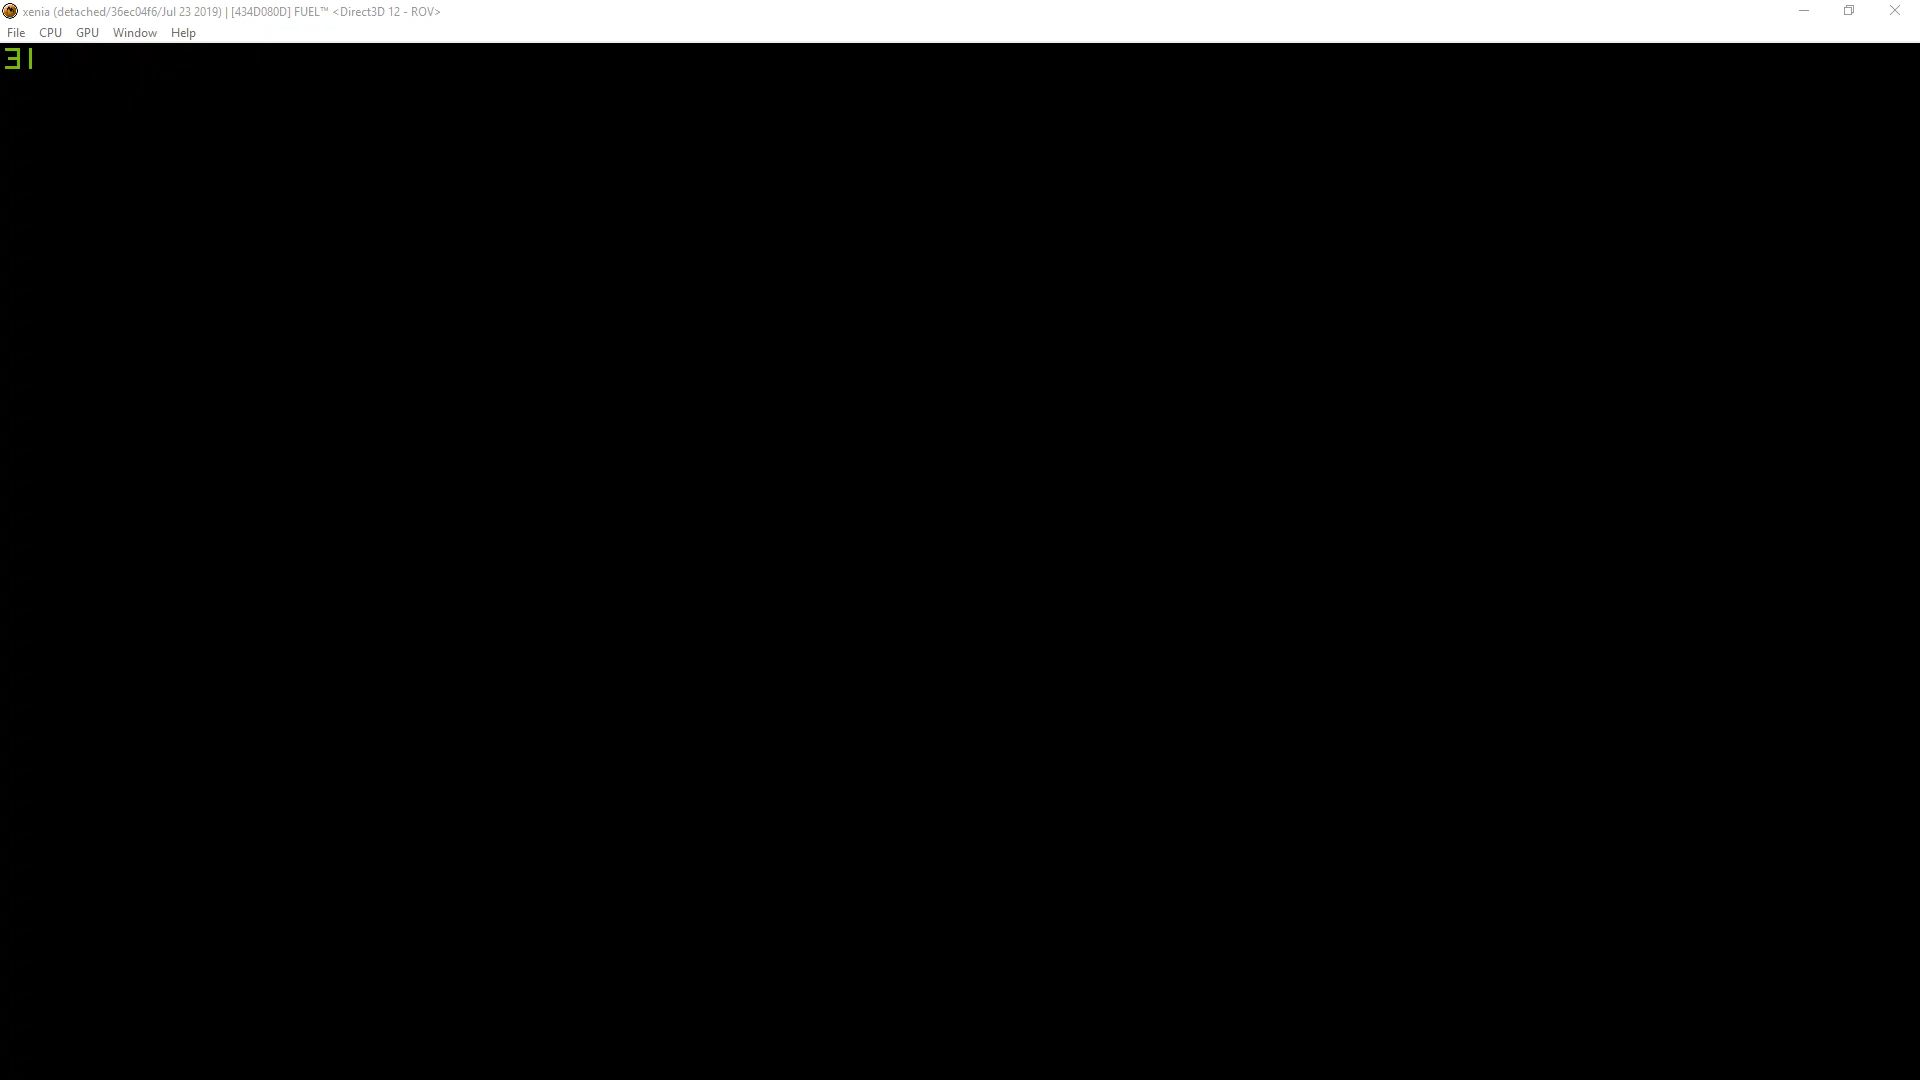 xenia (detached/36ec04f6/Jul 23 2019) | [434D080D] FUEL™ <Direct3D 12 - ROV>
File CPU GPU Window Help
31